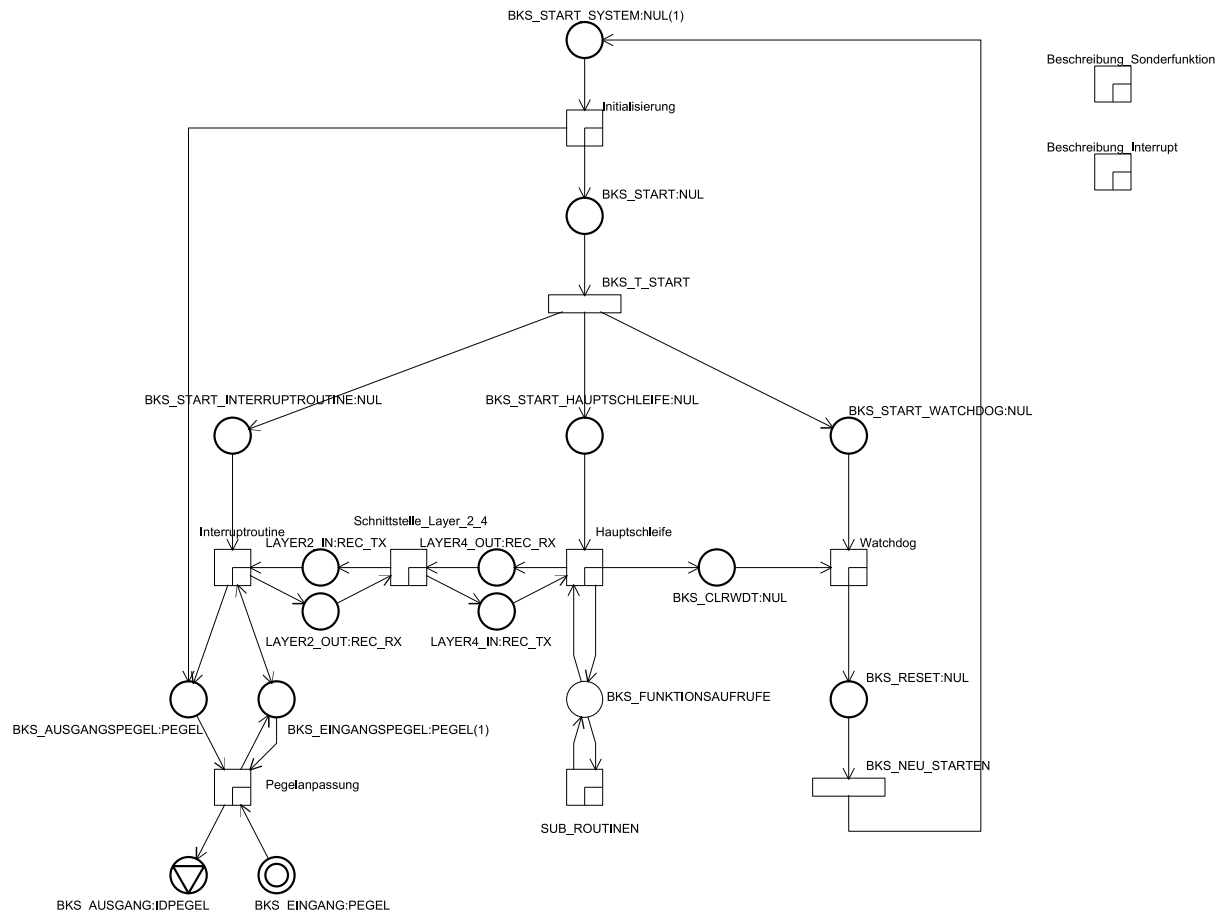 BKS_START_SYSTEM:NUL(1)
Beschreibung_Sonderfunktion
Initialisierung
Beschreibung_Interrupt
BKS_START:NUL
BKS_T_START
BKS_START_INTERRUPTROUTINE:NUL
BKS_START_HAUPTSCHLEIFE:NUL
BKS_START_WATCHDOG:NUL
Schnittstelle_Layer_2_4
Interruptroutine
Hauptschleife
Watchdog
LAYER2_IN:REC_TX
LAYER4_OUT:REC_RX
BKS_CLRWDT:NUL
LAYER2_OUT:REC_RX
LAYER4_IN:REC_TX
BKS_RESET:NUL
BKS_FUNKTIONSAUFRUFE
BKS_AUSGANGSPEGEL:PEGEL
BKS_EINGANGSPEGEL:PEGEL(1)
BKS_NEU_STARTEN
Pegelanpassung
SUB_ROUTINEN
BKS_AUSGANG:IDPEGEL
BKS_EINGANG:PEGEL